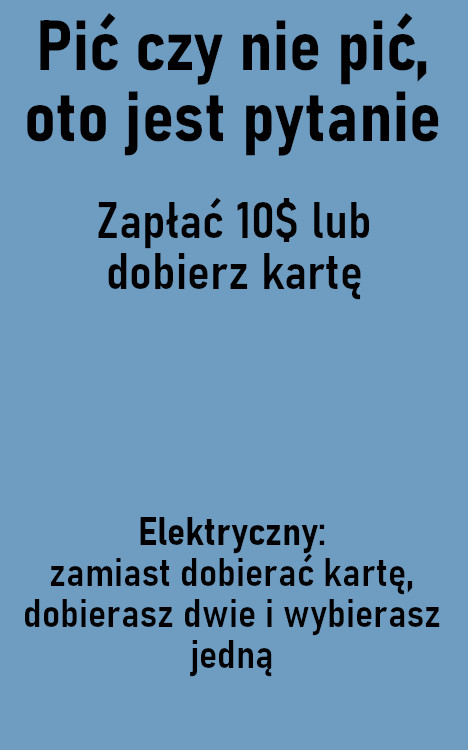 Pić czy nie pić,
oto jest pytanie
Zapłać 10$ lub
dobierz kartę
Elektryczny:
zamiast dobierać kartę,
dobierasz dwie i wybierasz
jedną